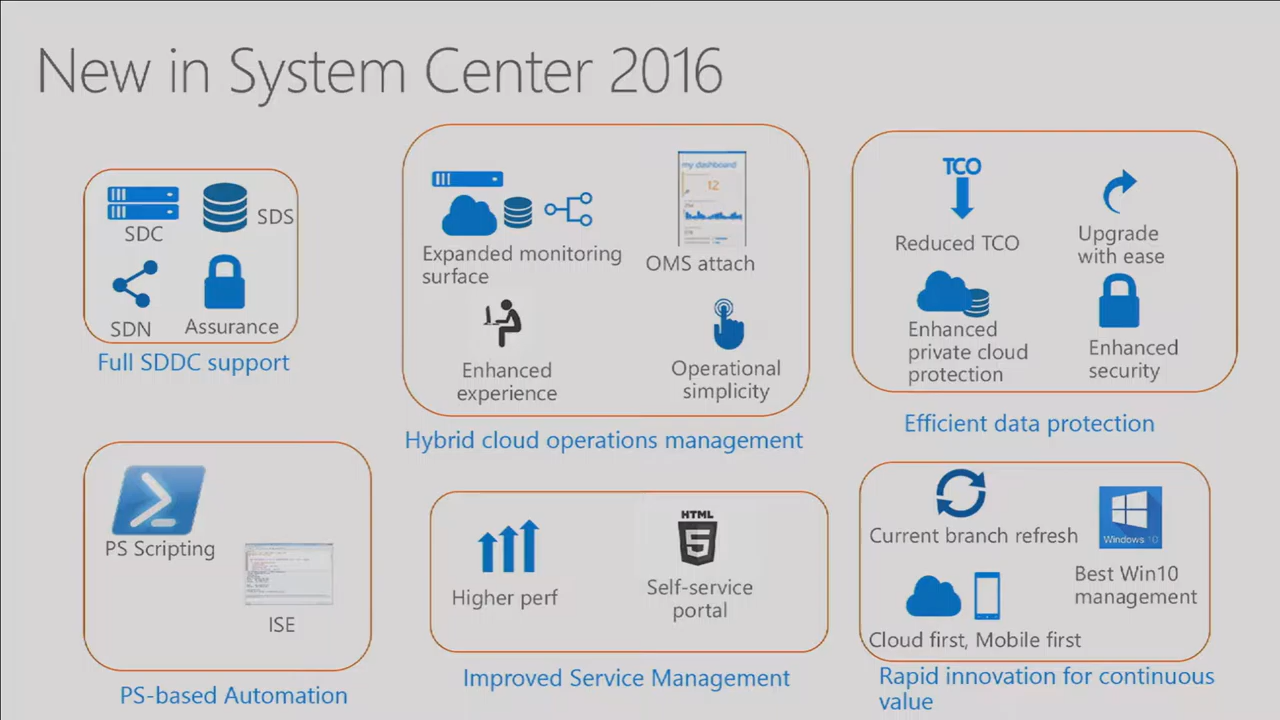 New in System Center 2016
SDC
SDS
SDN
Assurance
Full SDDC support
Expanded monitoring
surface
my dashboard
12
OMS attach
Enhanced
experience
Operational
simplicity
Hybrid cloud operations management
TCO
Reduced TCO
Upgrade
with ease
Enhanced
private cloud
protection
Enhanced
security
Efficient data protection
PS Scripting
ISE
PS-based Automation
Higher perf
HTML
5
Self-service
portal
Improved Service Management
Current branch refresh
Windows 10
Best Win10
management
Cloud first, Mobile first
Rapid innovation for continuous
value